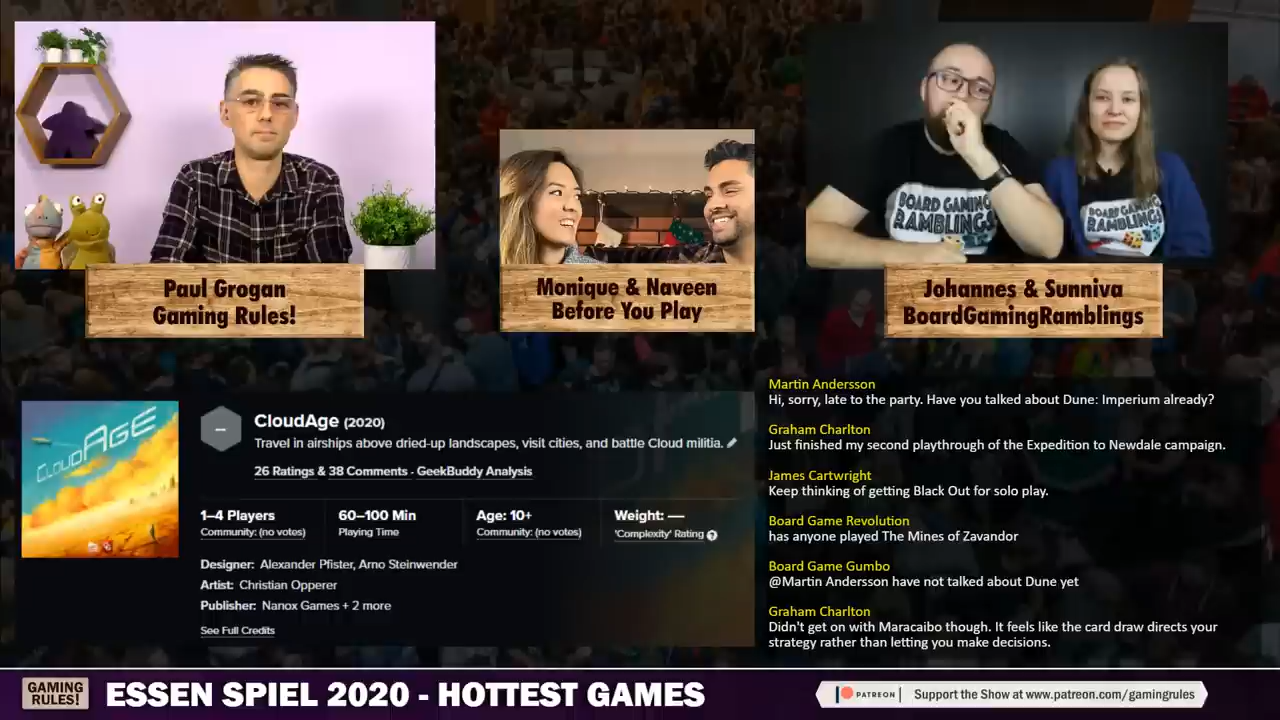 BOARD GAMING
RAMBLINGS
BOARD GAMING
RAMBLINGS
Paul Grogan
Gaming Rules!
Monique & Naveen
Before You Play
Johannes & Sunniva
BoardGamingRamblings
CLOUDAGE
--
CloudAge (2020)
Travel in airships above dried-up landscapes, visit cities, and battle Cloud militia.
26 Ratings & 38 Comments · GeekBuddy Analysis
1–4 Players
Community: (no votes)
60–100 Min
Playing Time
Age: 10+
Community: (no votes)
Weight: —
'Complexity' Rating ?
Designer: Alexander Pfister, Arno Steinwender
Artist: Christian Opperer
Publisher: Nanox Games + 2 more
See Full Credits
Martin Andersson
Hi, sorry, late to the party. Have you talked about Dune: Imperium already?
Graham Charlton
Just finished my second playthrough of the Expedition to Newdale campaign.
James Cartwright
Keep thinking of getting Black Out for solo play.
Board Game Revolution
has anyone played The Mines of Zavandor
Board Game Gumbo
@Martin Andersson have not talked about Dune yet
Graham Charlton
Didn't get on with Maracaibo though. It feels like the card draw directs your
strategy rather than letting you make decisions.
GAMING
RULES!
ESSEN SPIEL 2020 - HOTTEST GAMES
PATREON
Support the Show at www.patreon.com/gamingrules